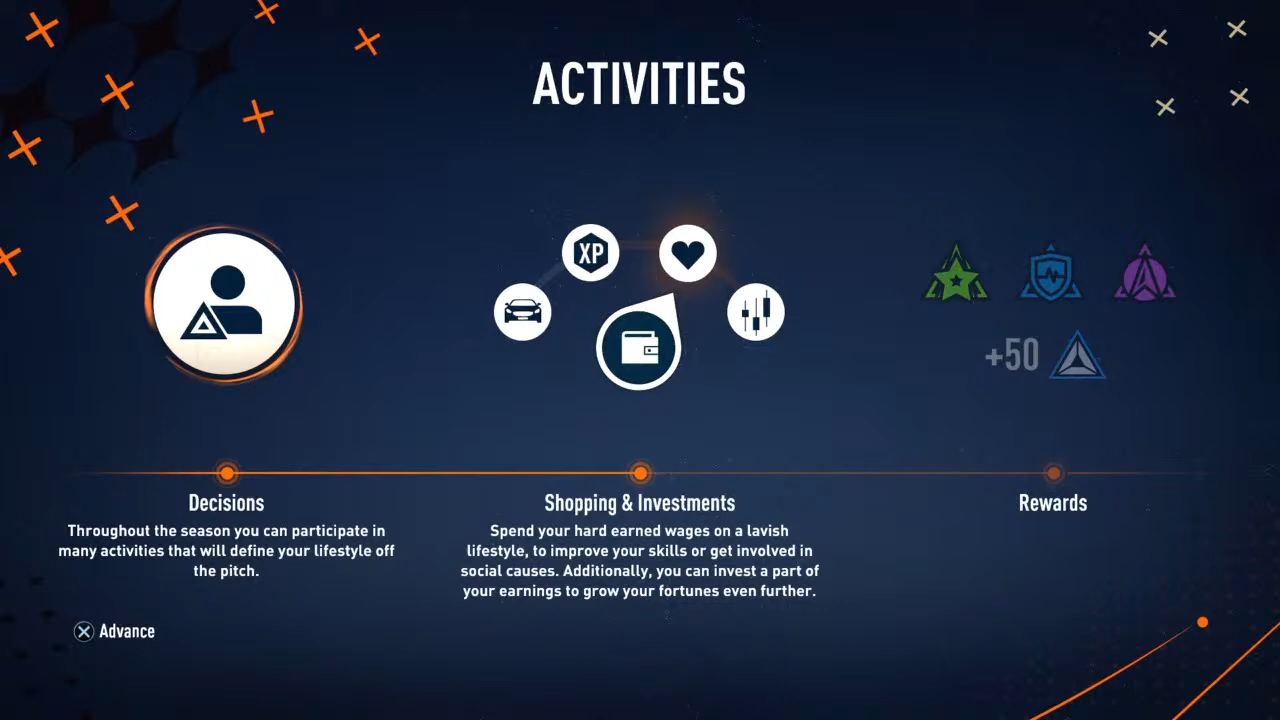 ACTIVITIES
XP
+50
Decisions
Throughout the season you can participate in
many activities that will define your lifestyle off
the pitch.
Shopping & Investments
Spend your hard earned wages on a lavish
lifestyle, to improve your skills or get involved in
social causes. Additionally, you can invest a part of
your earnings to grow your fortunes even further.
Rewards
Advance